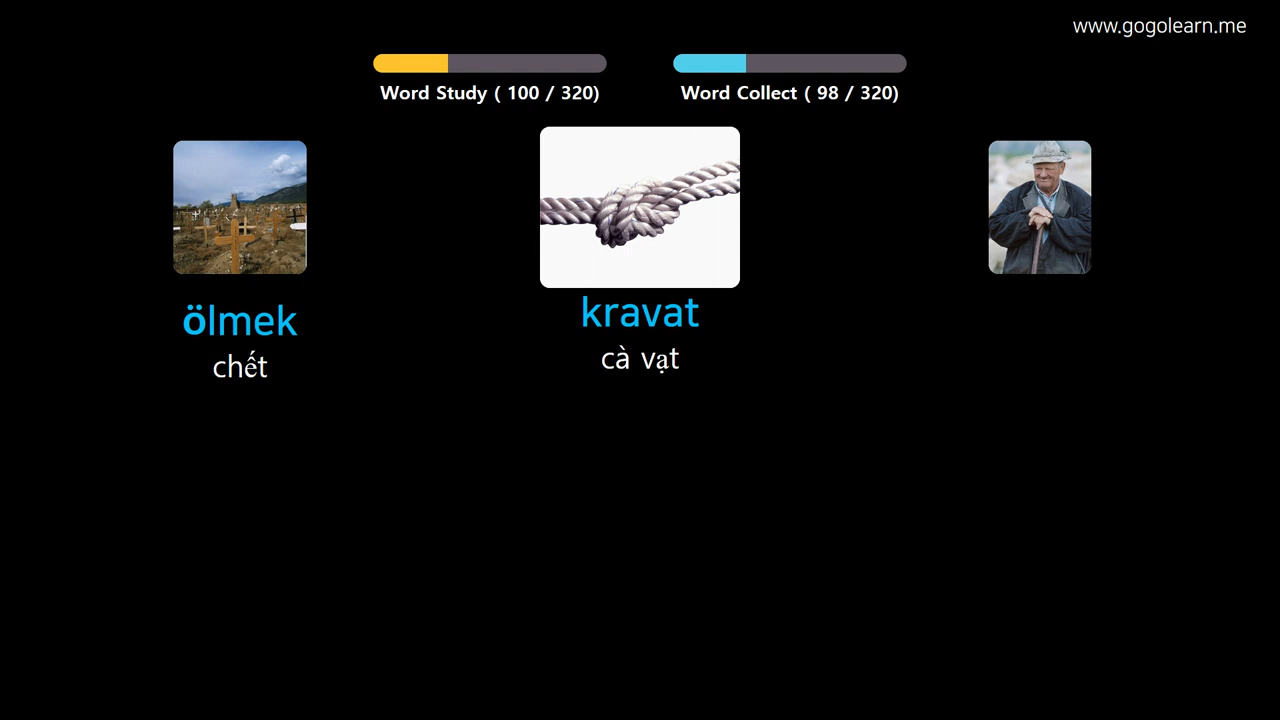 www.gogolearn.me
Word Study ( 100 / 320)
Word Collect ( 98 / 320)
ölmek
chết
kravat
cà vạt